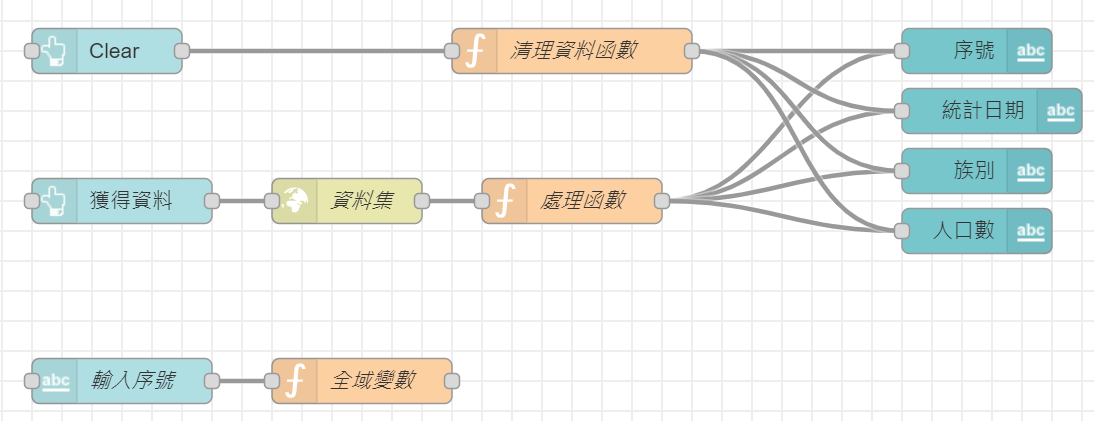 Clear
清理資料函數
序號
abc
統計日期
abc
獲得資料
資料集
處理函數
族別
abc
人口數
abc
abc
輸入序號
全域變數